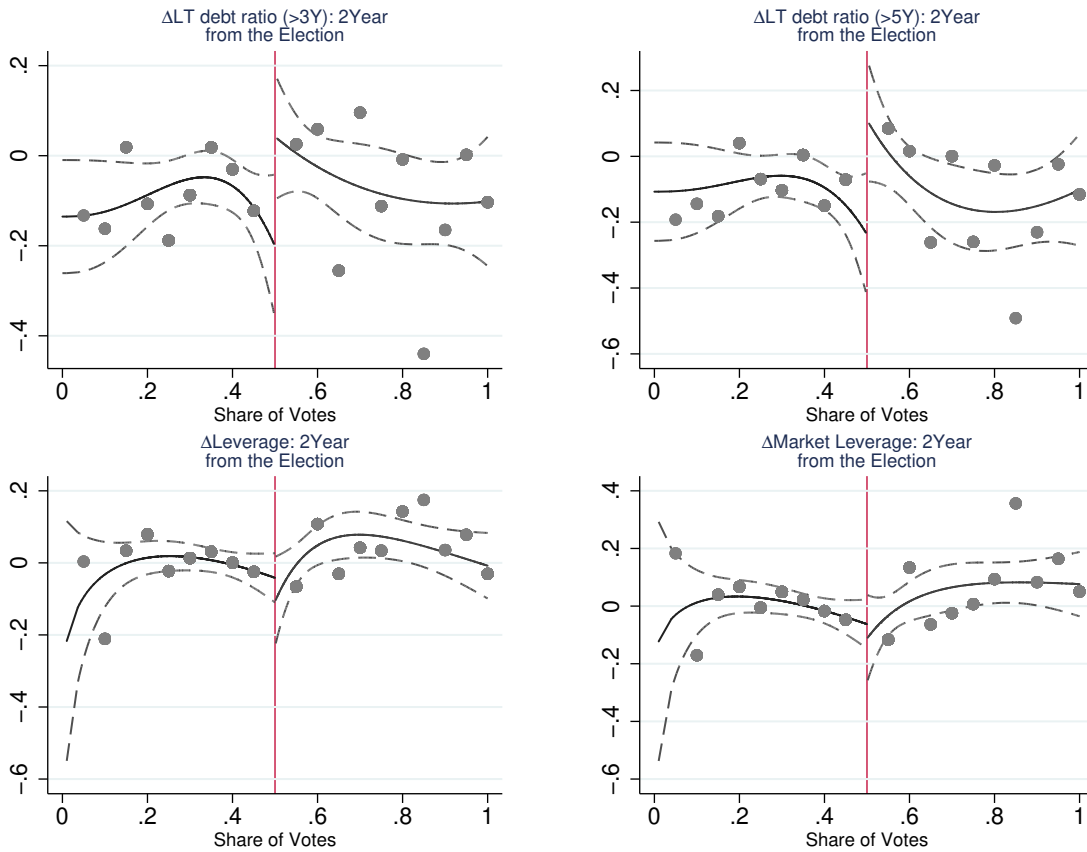 ΔLT debt ratio (>3Y): 2Year
from the Election
.2
0
−.2
−.4
0 .2 .4 .6 .8 1
Share of Votes
ΔLT debt ratio (>5Y): 2Year
from the Election
.2
0
−.2
−.4
−.6
0 .2 .4 .6 .8 1
Share of Votes
ΔLeverage: 2Year
from the Election
.2
0
−.2
−.4
−.6
0 .2 .4 .6 .8 1
Share of Votes
ΔMarket Leverage: 2Year
from the Election
.4
.2
0
−.2
−.4
−.6
0 .2 .4 .6 .8 1
Share of Votes